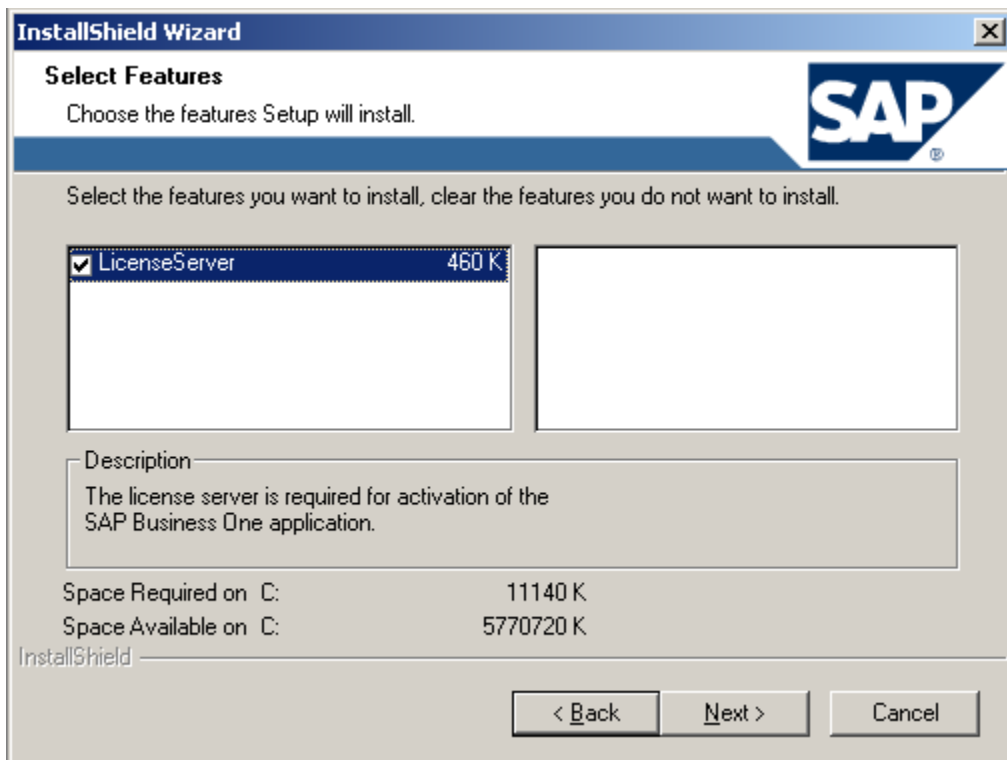 InstallShield Wizard
Select Features
Choose the features Setup will install.
SAP ®
Select the features you want to install, clear the features you do not want to install.
LicenseServer 460 K
Description
The license server is required for activation of the
SAP Business One application.
Space Required on C: 11140 K
Space Available on C: 5770720 K
InstallShield
< Back Next > Cancel